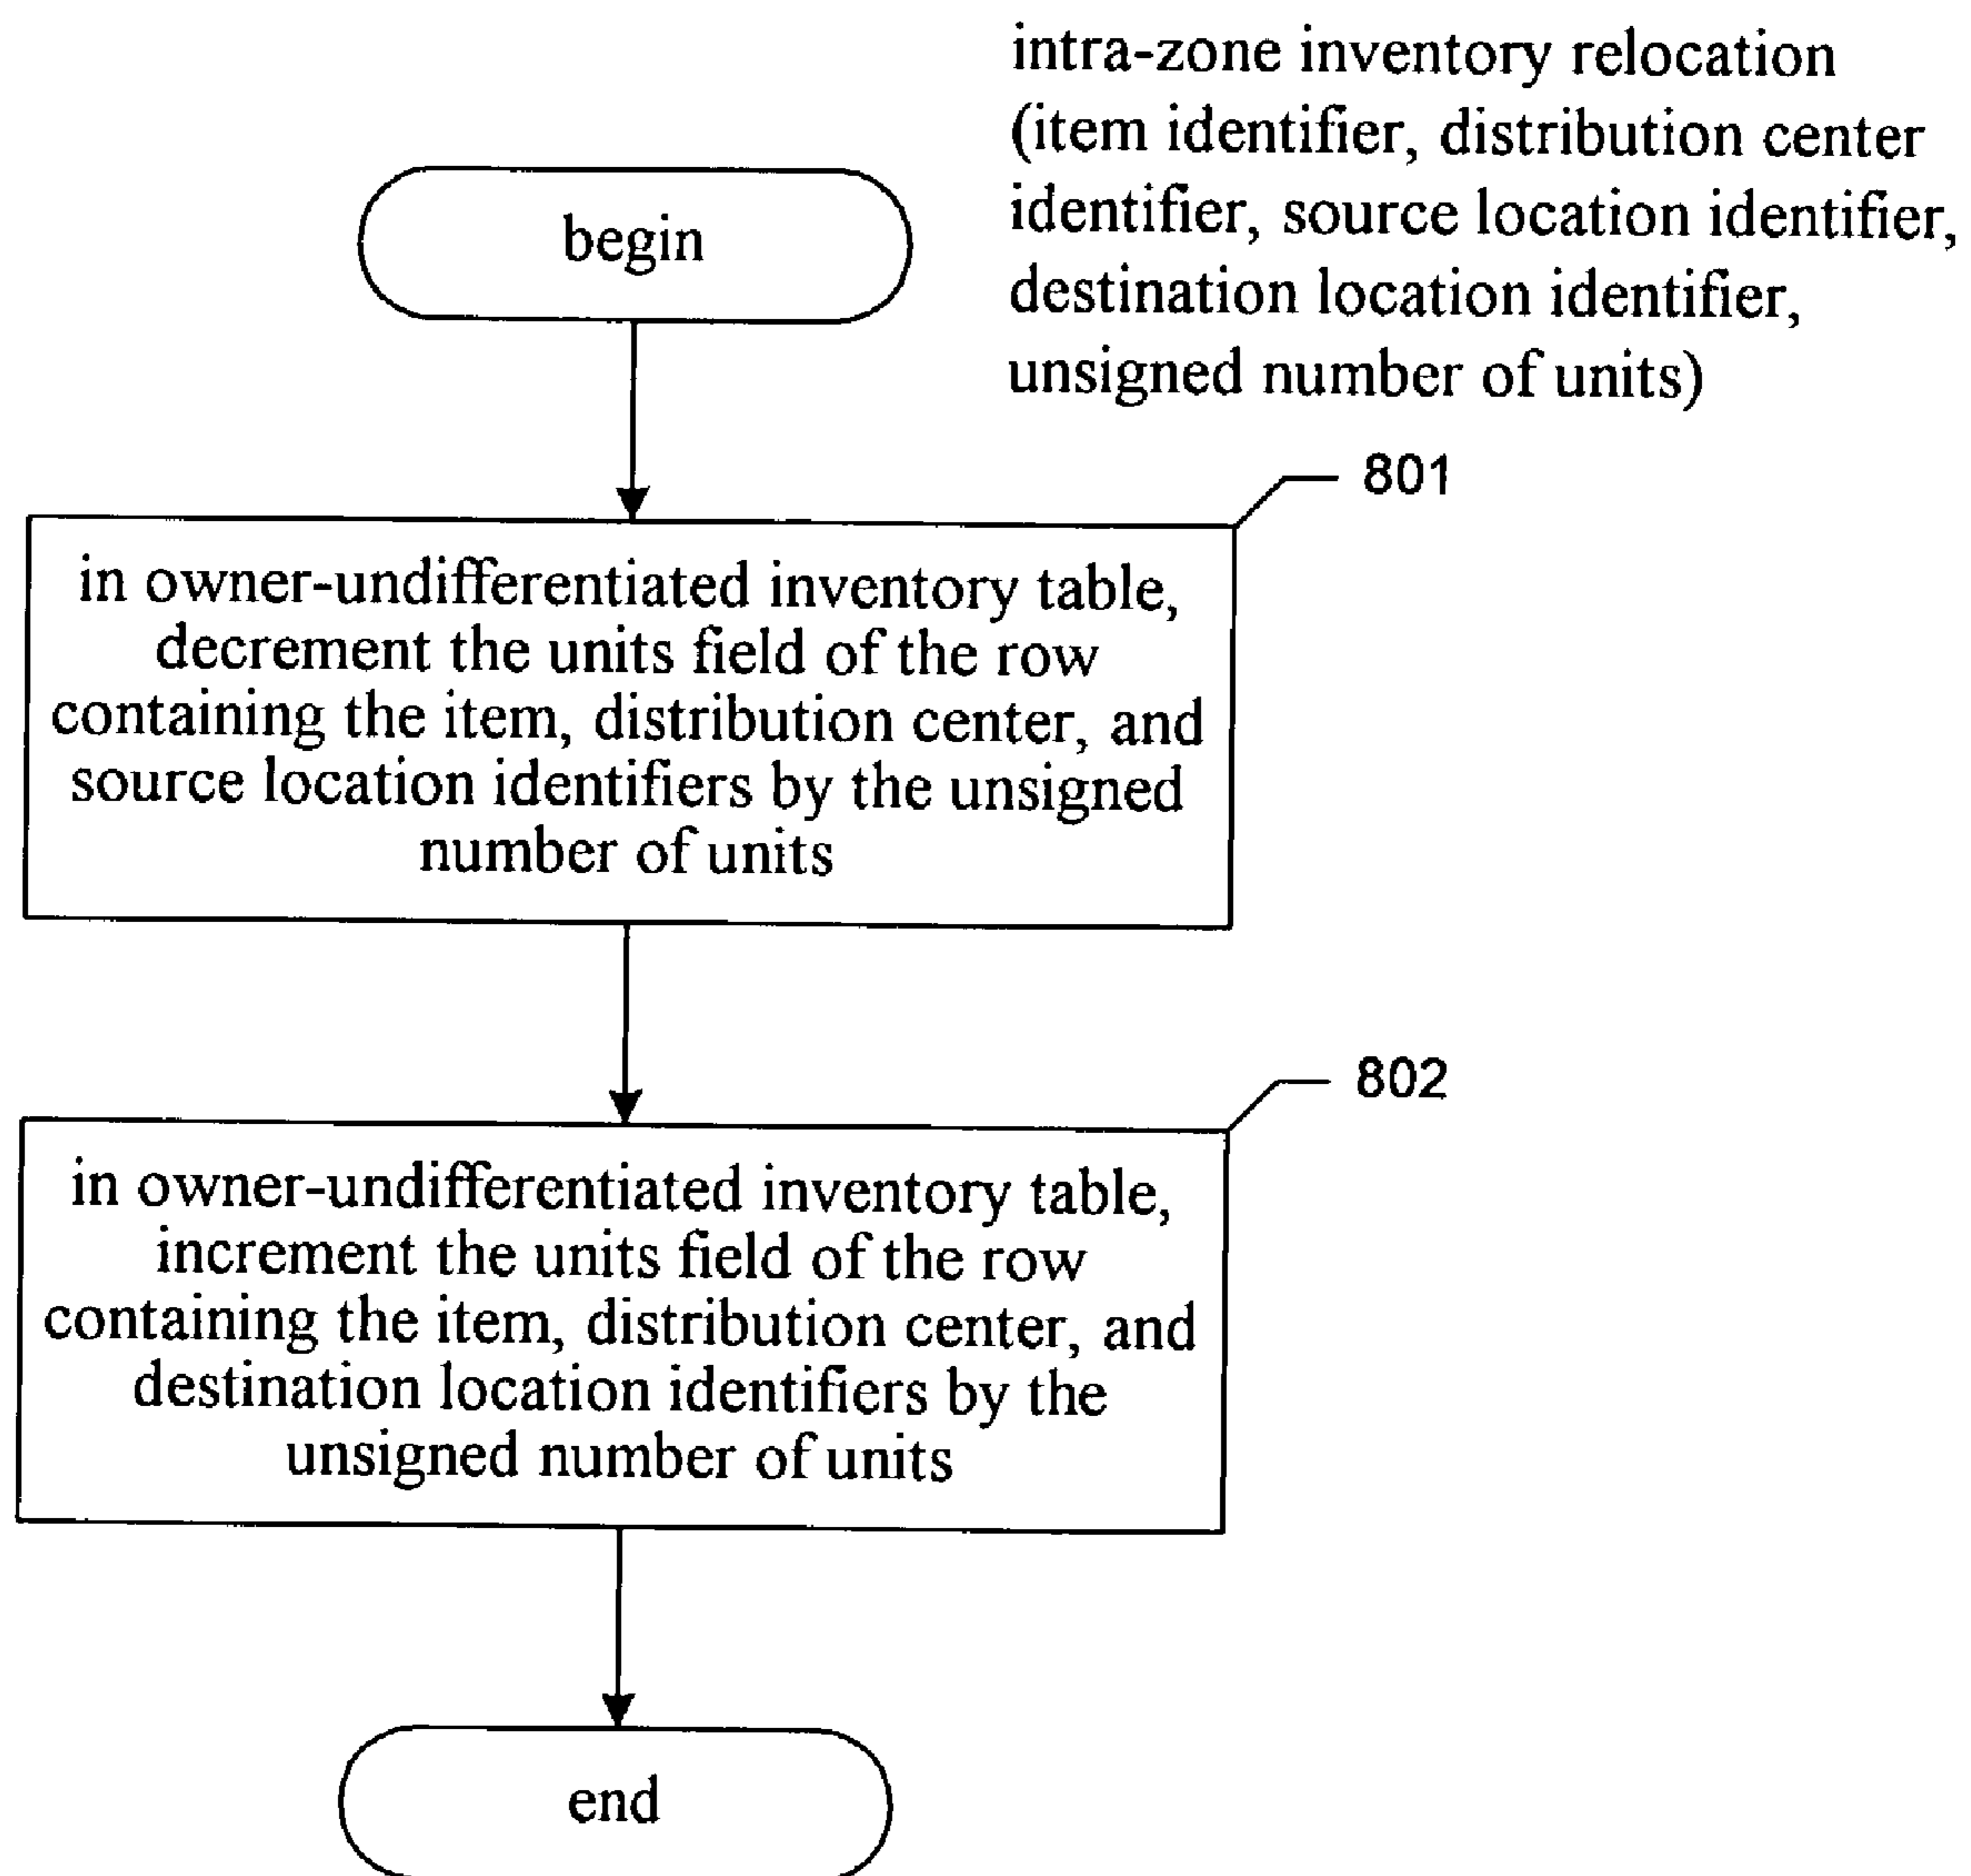 intra-zone inventory relocation
(item identifier, distribution center
identifier, source location identifier,
destination location identifier,
unsigned number of units)
begin
801
in owner-undifferentiated inventory table,
decrement the units field of the row
containing the item, distribution center, and
source location identifiers by the unsigned
number of units
802
in owner-undifferentiated inventory table,
increment the units field of the row
containing the item, distribution center, and
destination location identifiers by the
unsigned number of units
end